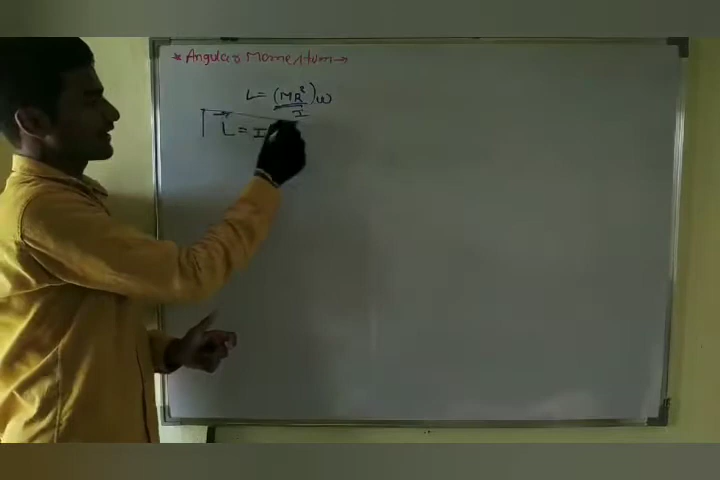 * Angular Momentum →
L = (MR²)ω
I
L = I